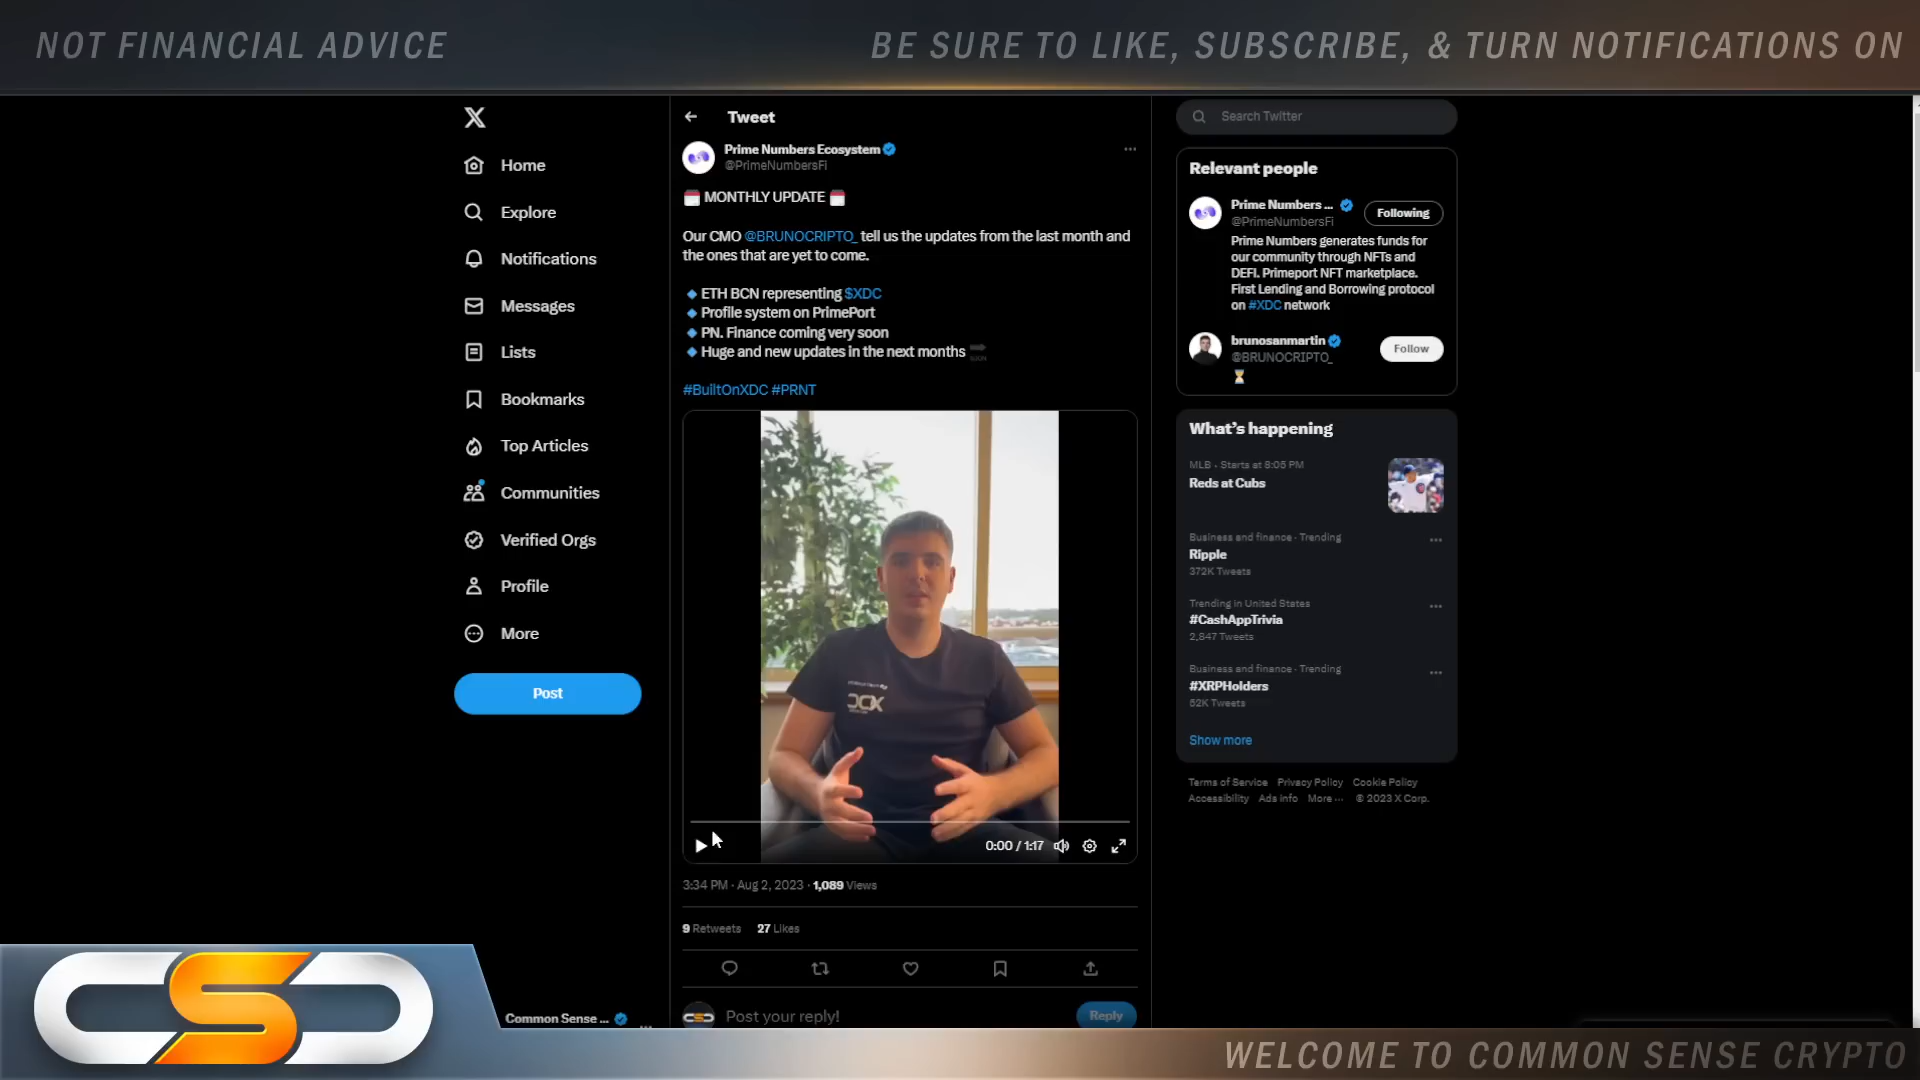 NOT FINANCIAL ADVICE
BE SURE TO LIKE, SUBSCRIBE, & TURN NOTIFICATIONS ON
Home
Explore
Notifications
Messages
Lists
Bookmarks
Top Articles
Communities
Verified Orgs
Profile
More
Post
Common Sense ...
Tweet
Prime Numbers Ecosystem
@PrimeNumbersFi
MONTHLY UPDATE
Our CMO @BRUNOCRIPTO_ tell us the updates from the last month and
the ones that are yet to come.
ETH BCN representing $XDC
Profile system on PrimePort
PN. Finance coming very soon
Huge and new updates in the next months
#BuiltOnXDC #PRNT
0:00 / 1:17
3:34 PM · Aug 2, 2023 · 1,089 Views
9 Retweets 27 Likes
Post your reply!
Reply
Search Twitter
Relevant people
Prime Numbers ...
Following
@PrimeNumbersFi
Prime Numbers generates funds for
our community through NFTs and
DEFI. Primeport NFT marketplace.
First Lending and Borrowing protocol
on #XDC network
brunosanmartin
Follow
@BRUNOCRIPTO_
What's happening
MLB · Starts at 8:05 PM
Reds at Cubs
Business and finance · Trending
Ripple
372K Tweets
Trending in United States
#CashAppTrivia
2,847 Tweets
Business and finance · Trending
#XRPHolders
52K Tweets
Show more
Terms of Service Privacy Policy Cookie Policy
Accessibility Ads info More ··· © 2023 X Corp.
CSC
WELCOME TO COMMON SENSE CRYPTO